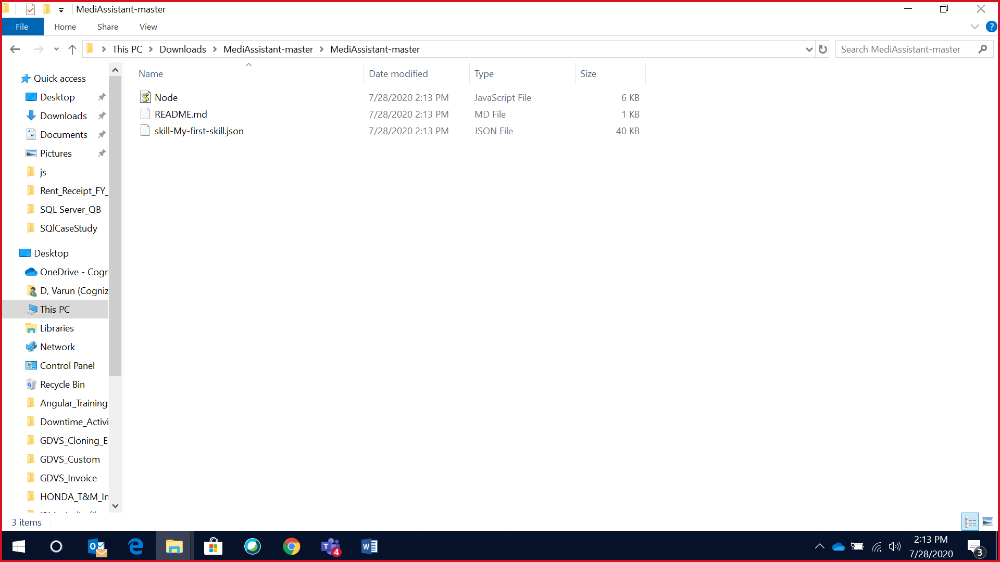 MediAssistant-master
File Home Share View
This PC Downloads MediAssistant-master MediAssistant-master
Search MediAssistant-master
Name Date modified Type Size
Node 7/28/2020 2:13 PM JavaScript File 6 KB
README.md 7/28/2020 2:13 PM MD File 1 KB
skill-My-first-skill.json 7/28/2020 2:13 PM JSON File 40 KB
Quick access
Desktop
Downloads
Documents
Pictures
js
Rent_Receipt_FY_
SQL Server_QB
SQlCaseStudy
Desktop
OneDrive - Cogn
D, Varun (Cogniz
This PC
Libraries
Network
Control Panel
Recycle Bin
Angular_Training
Downtime_Activi
GDVS_Cloning_E
GDVS_Custom
GDVS_Invoice
HONDA_T&M_In
3 items
4
2:13 PM
7/28/2020
3